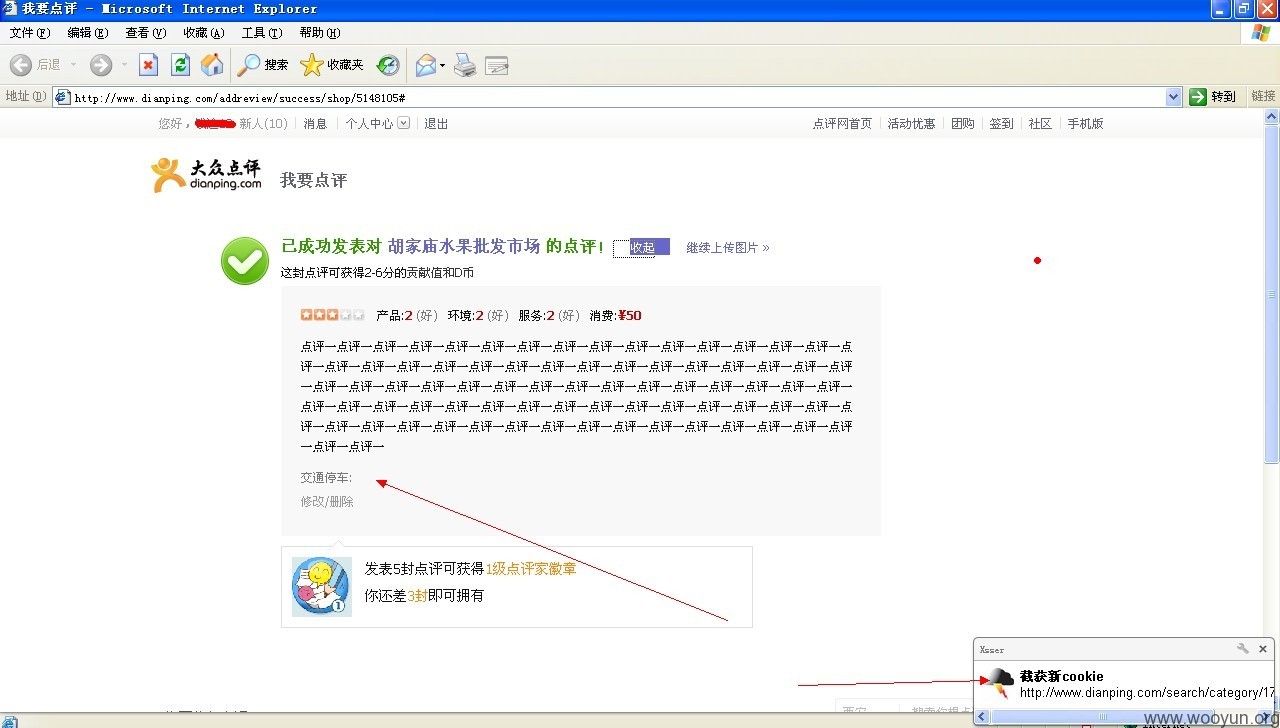 我要点评 - Microsoft Internet Explorer
文件(F) 编辑(E) 查看(V) 收藏(A) 工具(T) 帮助(H)
后退 搜索 收藏夹
地址(D) http://www.dianping.com/addreview/success/shop/5148105# 转到 链接
您好， 新人(10) 消息 个人中心 退出 点评网首页 活动优惠 团购 签到 社区 手机版
大众点评
dianping.com 我要点评
已成功发表对 胡家庙水果批发市场 的点评! 收起 继续上传图片 »
这封点评可获得2-6分的贡献值和D币
产品:2 (好) 环境:2 (好) 服务:2 (好) 消费:¥50
点评一点评一点评一点评一点评一点评一点评一点评一点评一点评一点评一点评一点评一点评一点评一点
评一点评一点评一点评一点评一点评一点评一点评一点评一点评一点评一点评一点评一点评一点评一点评
一点评一点评一点评一点评一点评一点评一点评一点评一点评一点评一点评一点评一点评一点评一点评一
点评一点评一点评一点评一点评一点评一点评一点评一点评一点评一点评一点评一点评一点评一点评一点
评一点评一点评一点评一点评一点评一点评一点评一点评一点评一点评一点评一点评一点评一点评一点评
一点评一点评一
交通停车:
修改/删除
发表5封点评可获得1级点评家徽章
你还差3封即可拥有
1
Xsser
截获新cookie
http://www.dianping.com/search/category/17
www.wooyun.org